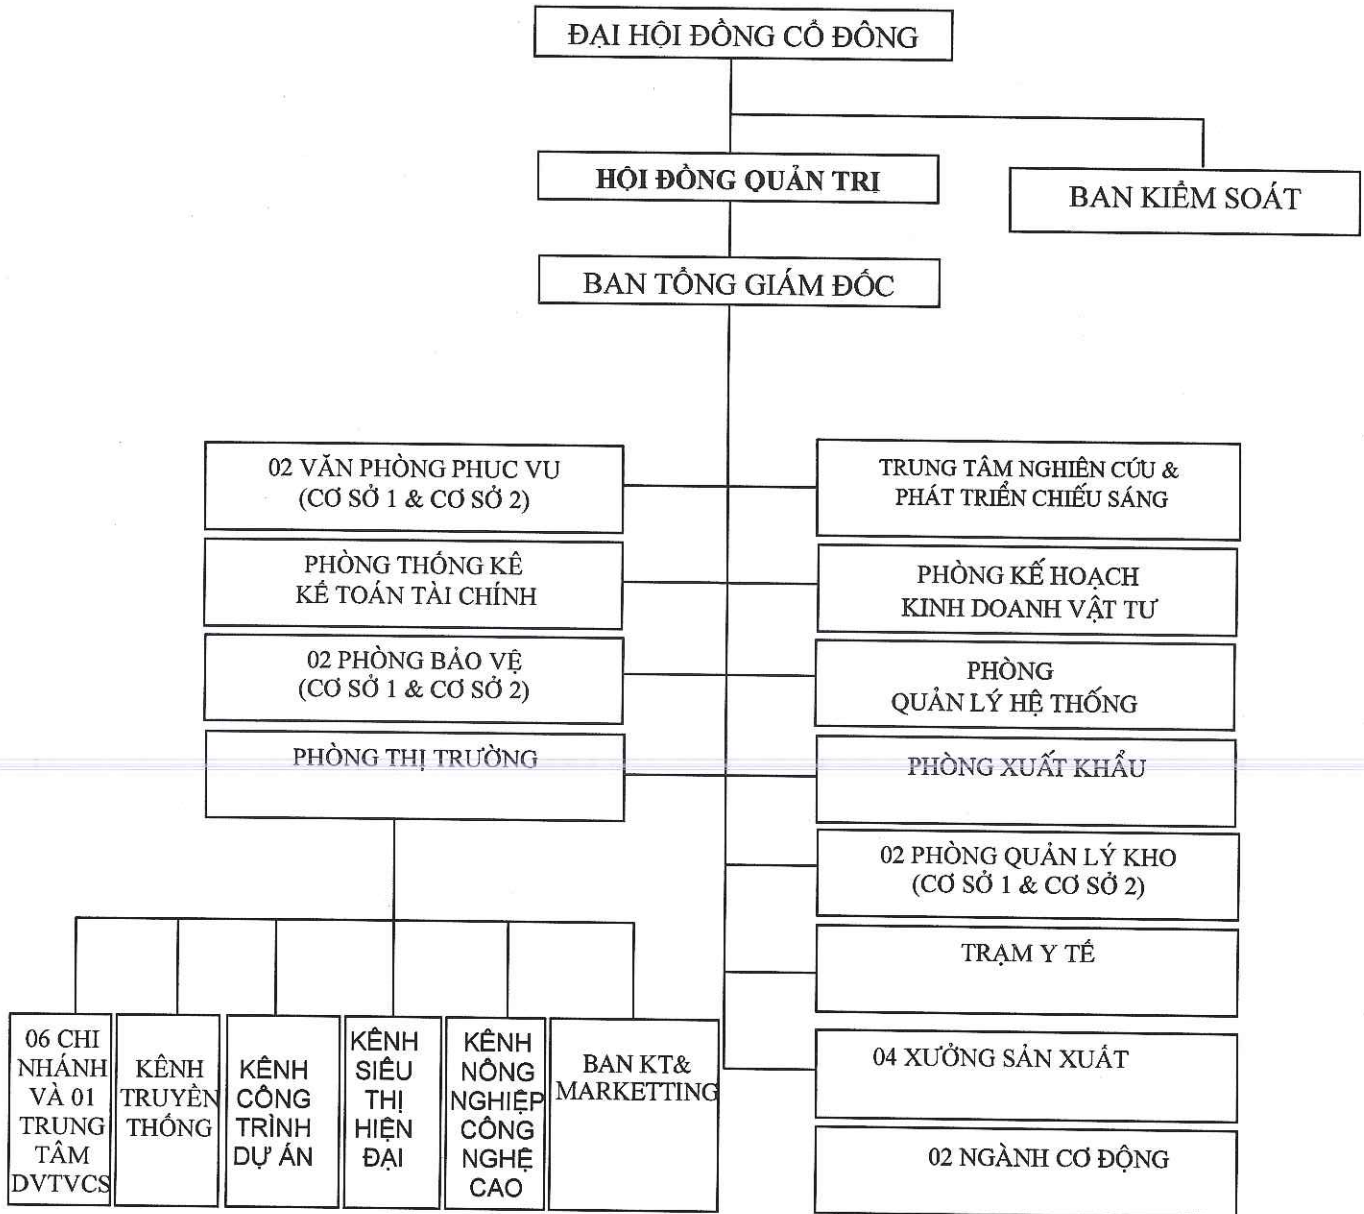 ĐẠI HỘI ĐỒNG CỔ ĐÔNG
HỘI ĐỒNG QUẢN TRỊ
BAN KIỂM SOÁT
BAN TỔNG GIÁM ĐỐC
02 VĂN PHÒNG PHỤC VỤ
(CƠ SỞ 1 & CƠ SỞ 2)
TRUNG TÂM NGHIÊN CỨU &
PHÁT TRIỂN CHIẾU SÁNG
PHÒNG THỐNG KÊ
KẾ TOÁN TÀI CHÍNH
PHÒNG KẾ HOẠCH
KINH DOANH VẬT TƯ
02 PHÒNG BẢO VỆ
(CƠ SỞ 1 & CƠ SỞ 2)
PHÒNG
QUẢN LÝ HỆ THỐNG
PHÒNG THỊ TRƯỜNG
PHÒNG XUẤT KHẨU
02 PHÒNG QUẢN LÝ KHO
(CƠ SỞ 1 & CƠ SỞ 2)
TRẠM Y TẾ
04 XƯỞNG SẢN XUẤT
02 NGÀNH CƠ ĐỘNG
06 CHI
NHÁNH
VÀ 01
TRUNG
TÂM
DVTVCS
KÊNH
TRUYỀN
THỐNG
KÊNH
CÔNG
TRÌNH
DỰ ÁN
KÊNH
SIÊU
THỊ
HIỆN
ĐẠI
KÊNH
NÔNG
NGHIỆP
CÔNG
NGHỆ
CAO
BAN KT&
MARKETTING